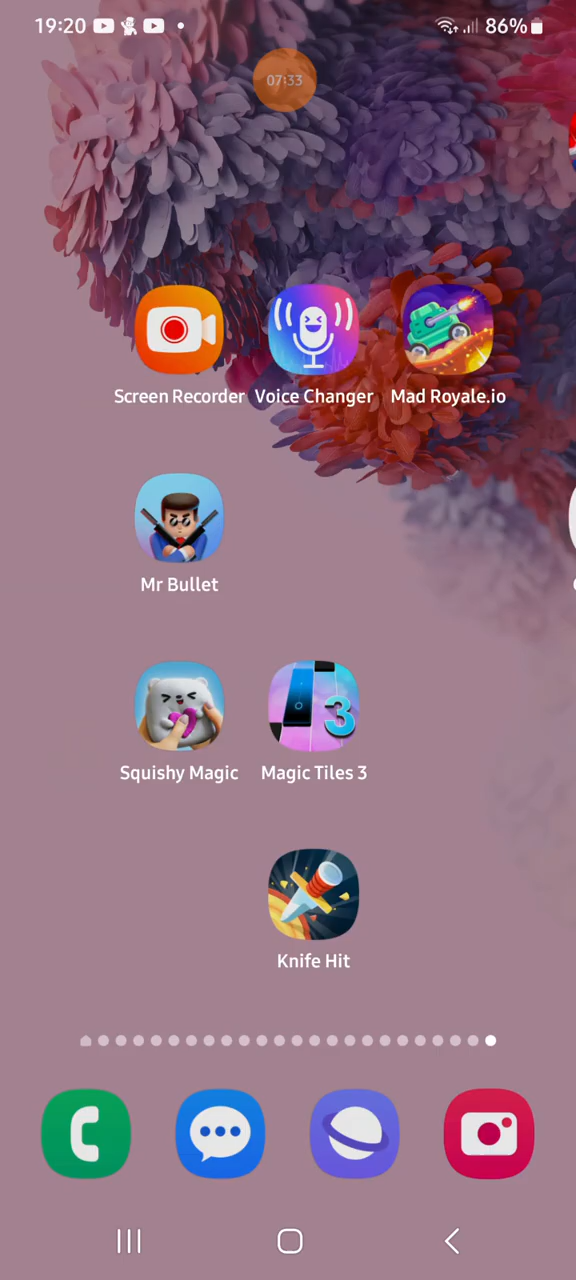 19:20 86%
07:33
Screen Recorder Voice Changer Mad Royale.io
Mr Bullet
3
Squishy Magic Magic Tiles 3
Knife Hit